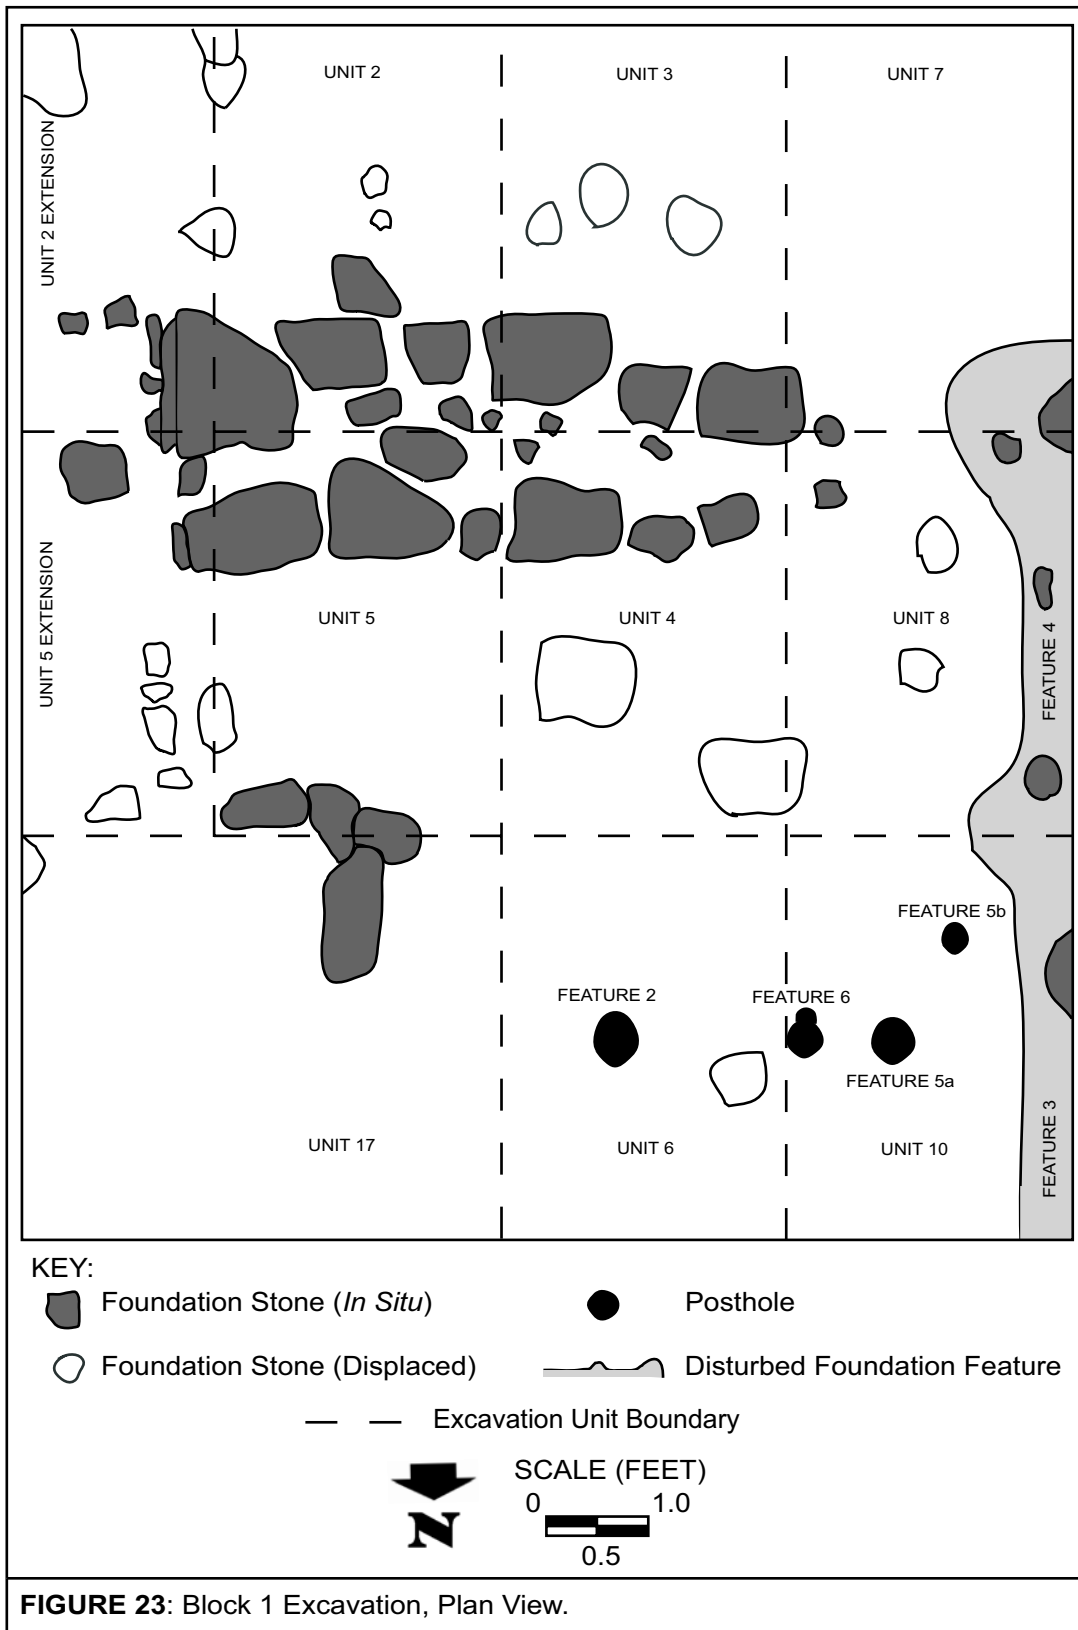 UNIT 2
UNIT 3
UNIT 7
UNIT 2 EXTENSION
UNIT 5 EXTENSION
UNIT 5
UNIT 4
UNIT 8
FEATURE 4
FEATURE 5b
FEATURE 2
FEATURE 6
FEATURE 5a
FEATURE 3
UNIT 17
UNIT 6
UNIT 10
KEY:
Foundation Stone (In Situ)
Posthole
Foundation Stone (Displaced)
Disturbed Foundation Feature
Excavation Unit Boundary
SCALE (FEET)
0 1.0
0.5
N
FIGURE 23: Block 1 Excavation, Plan View.